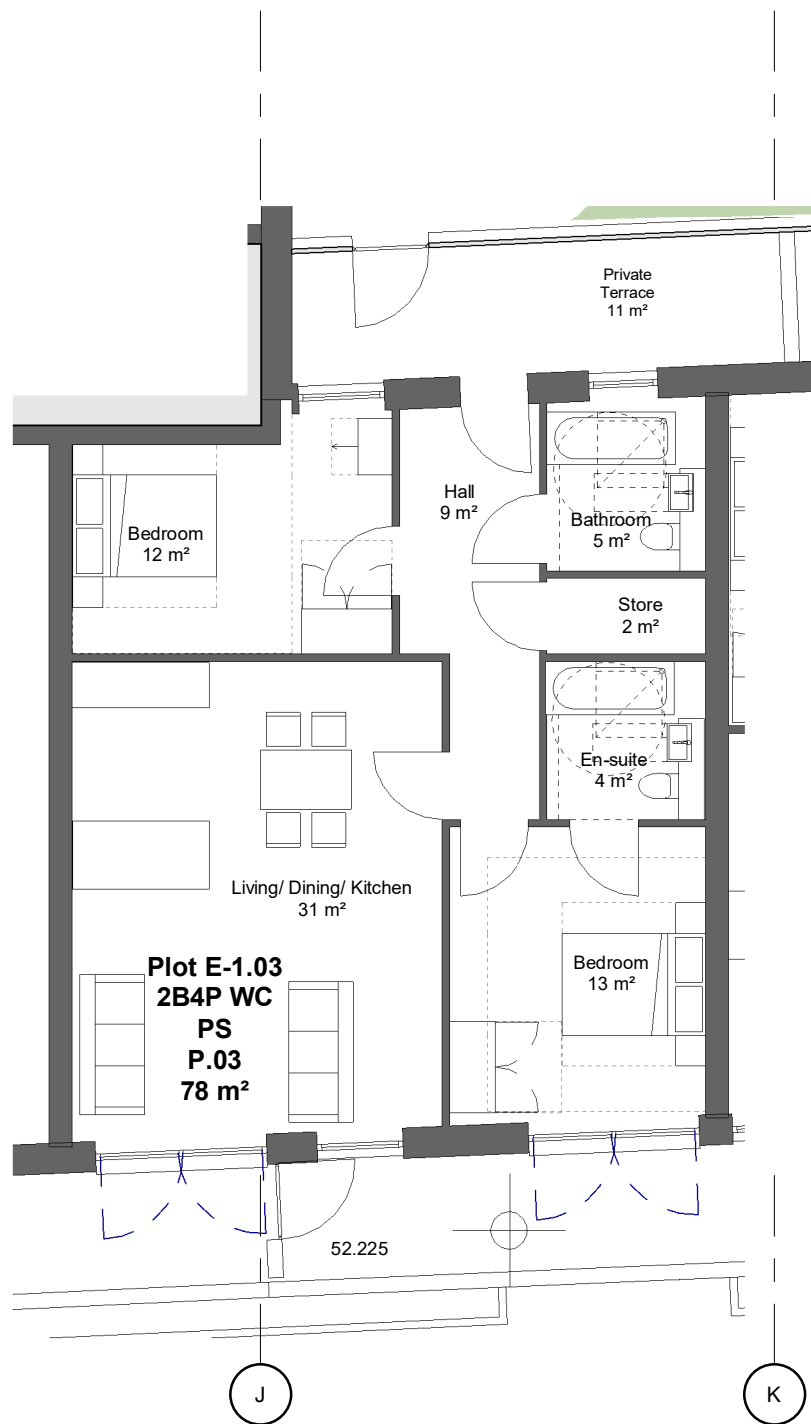 Private
Terrace
11 m²
Hall
9 m²
Bedroom
12 m²
Bathroom
5 m²
Store
2 m²
En-suite
4 m²
Living/ Dining/ Kitchen
31 m²
Plot E-1.03
2B4P WC
PS
P.03
78 m²
Bedroom
13 m²
52.225
J
K